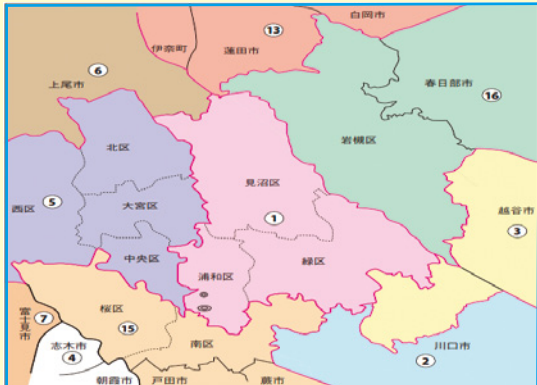 白岡市
伊奈町
蓮田市
⑬
⑥
上尾市
春日部市
⑯
北区
岩槻区
見沼区
西区
⑤
大宮区
越谷市
③
①
中央区
浦和区
緑区
桜区
富士見市
⑦
⑮
志木市
④
南区
川口市
②
朝霞市
戸田市
蕨市